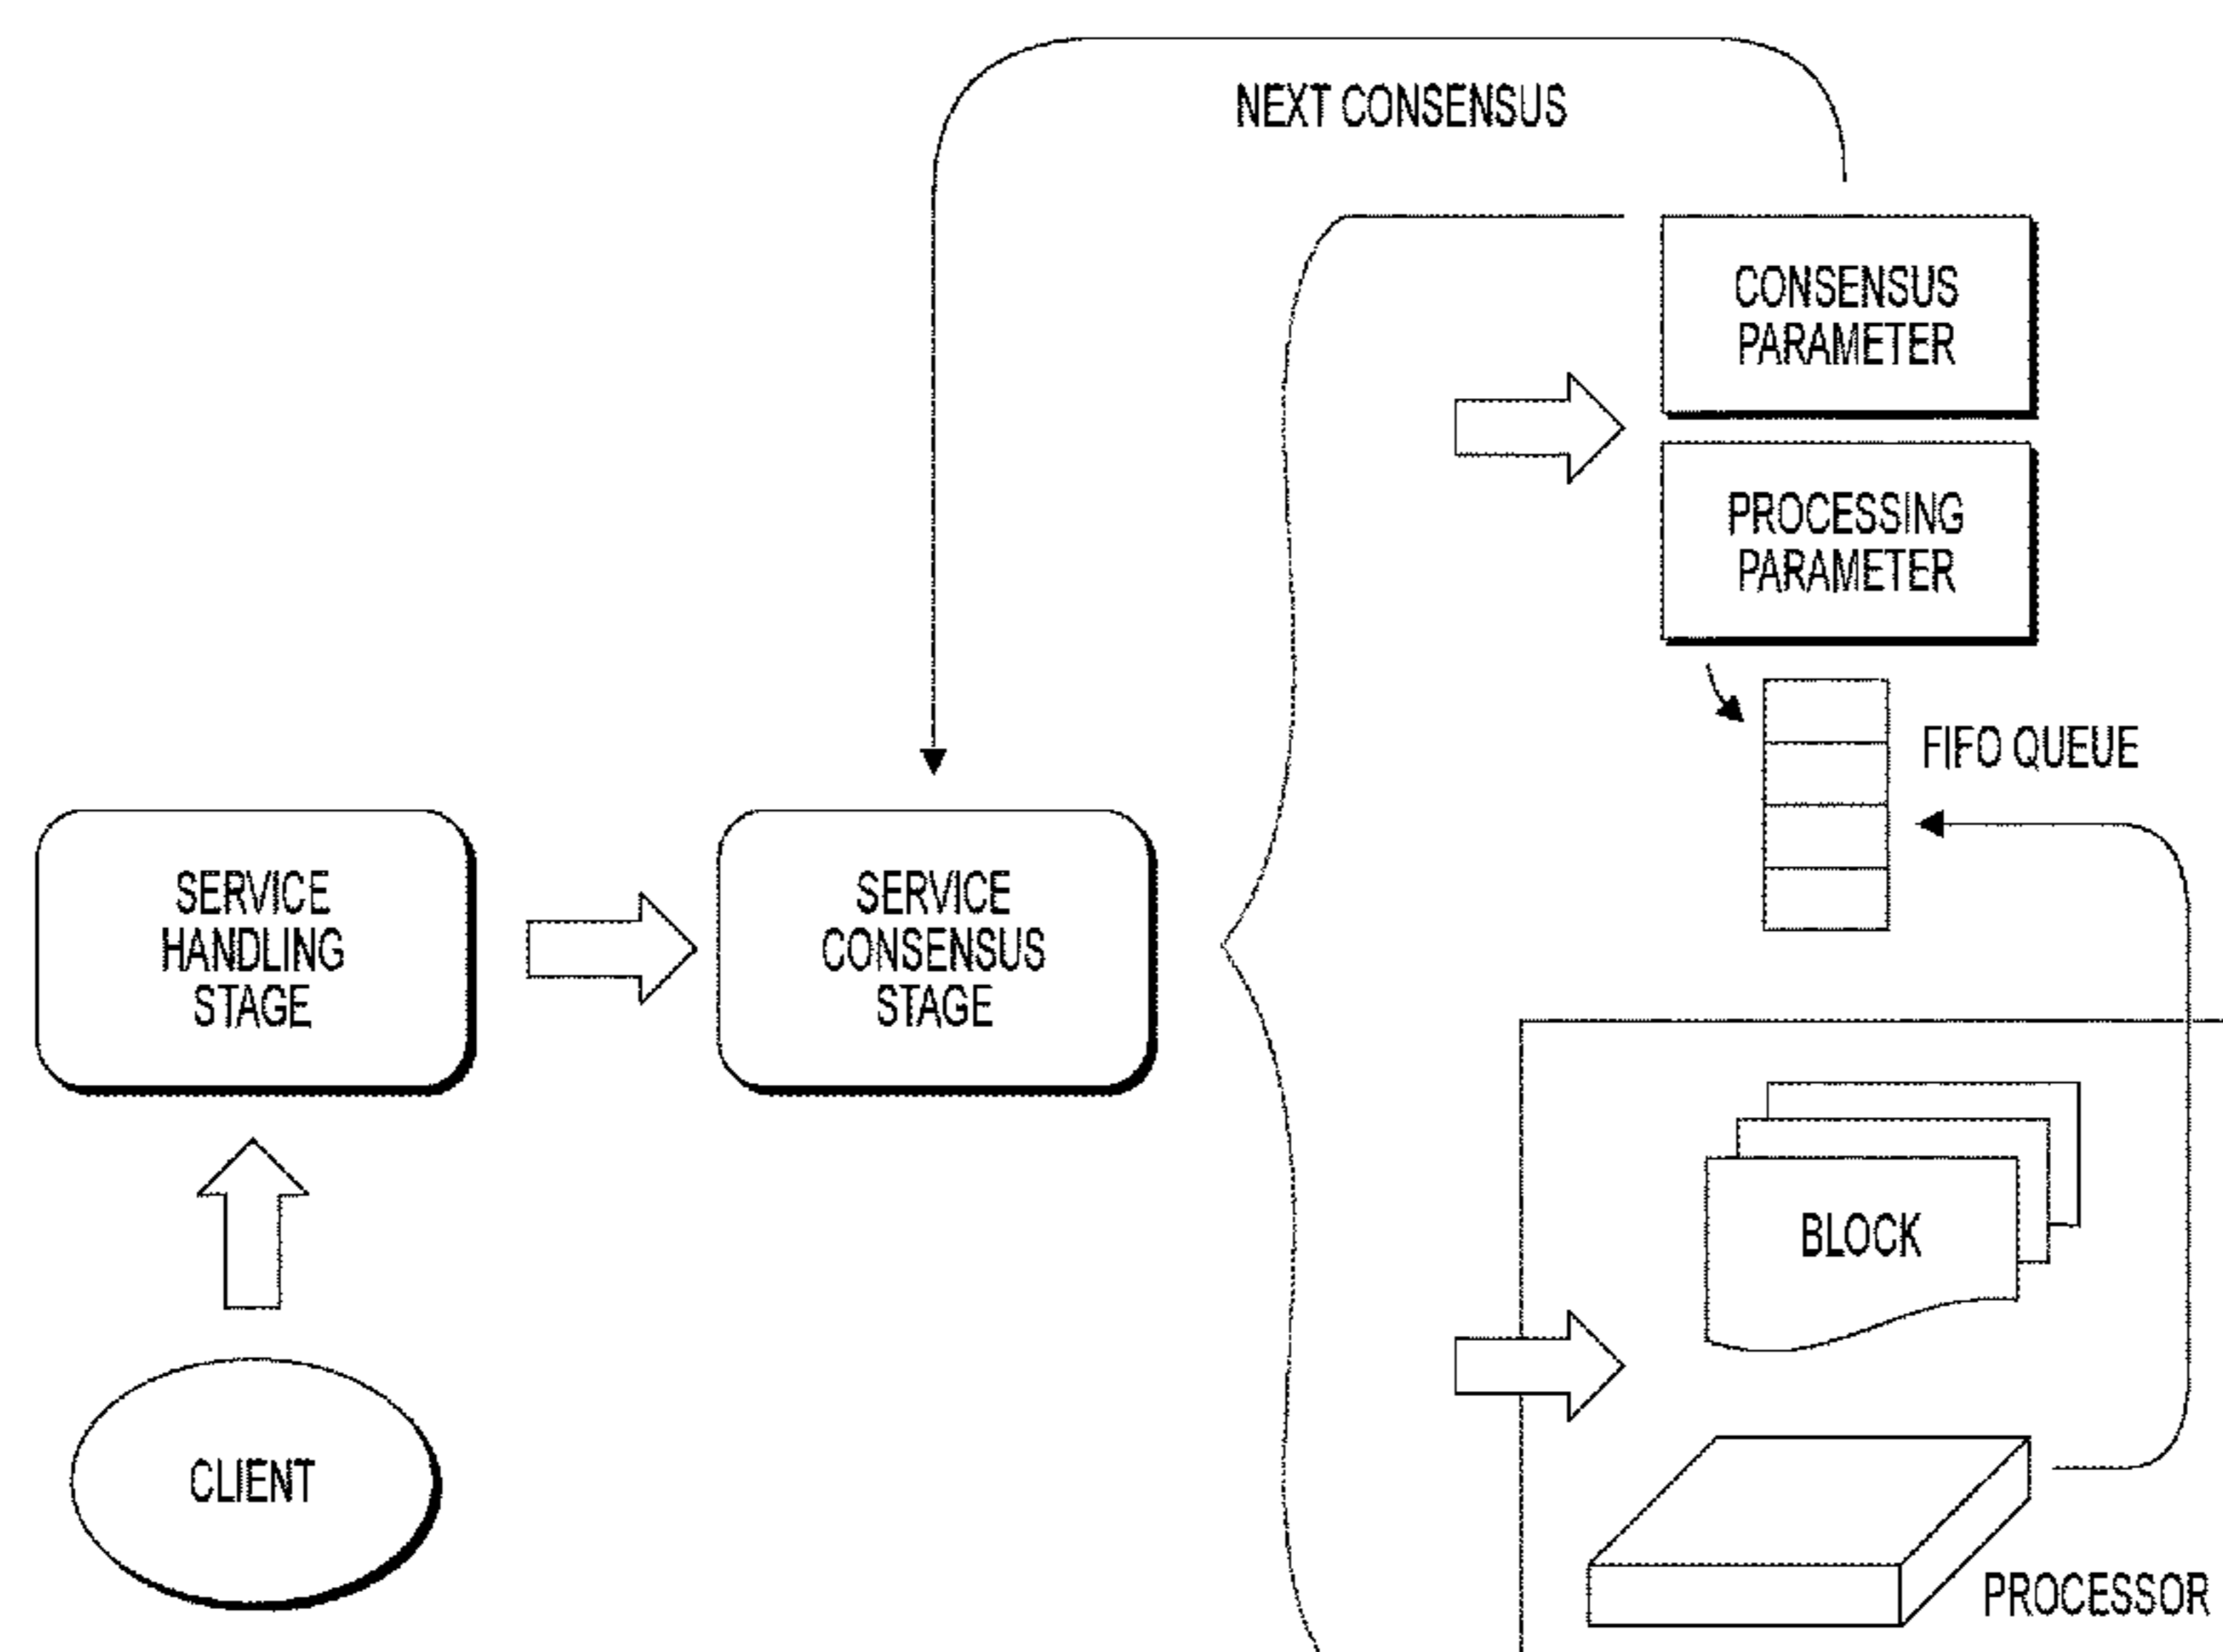 NEXT CONSENSUS
CONSENSUS
PARAMETER
PROCESSING
PARAMETER
FIFO QUEUE
SERVICE
HANDLING
STAGE
SERVICE
CONSENSUS
STAGE
BLOCK
CLIENT
PROCESSOR